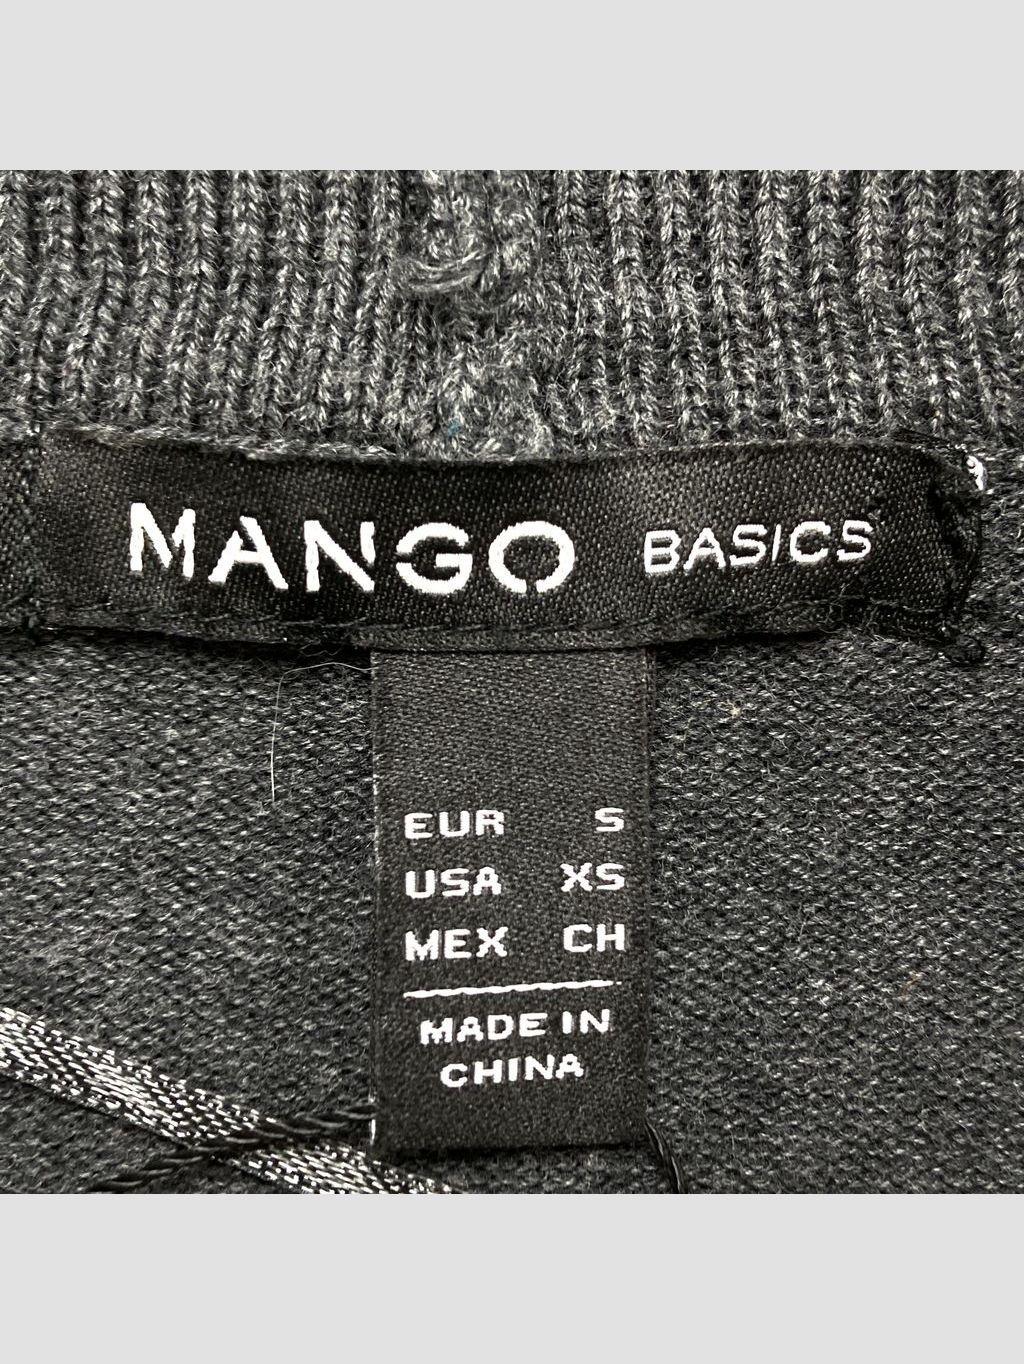 MANGO BASICS
EUR S
USA XS
MEX CH
MADE IN
CHINA